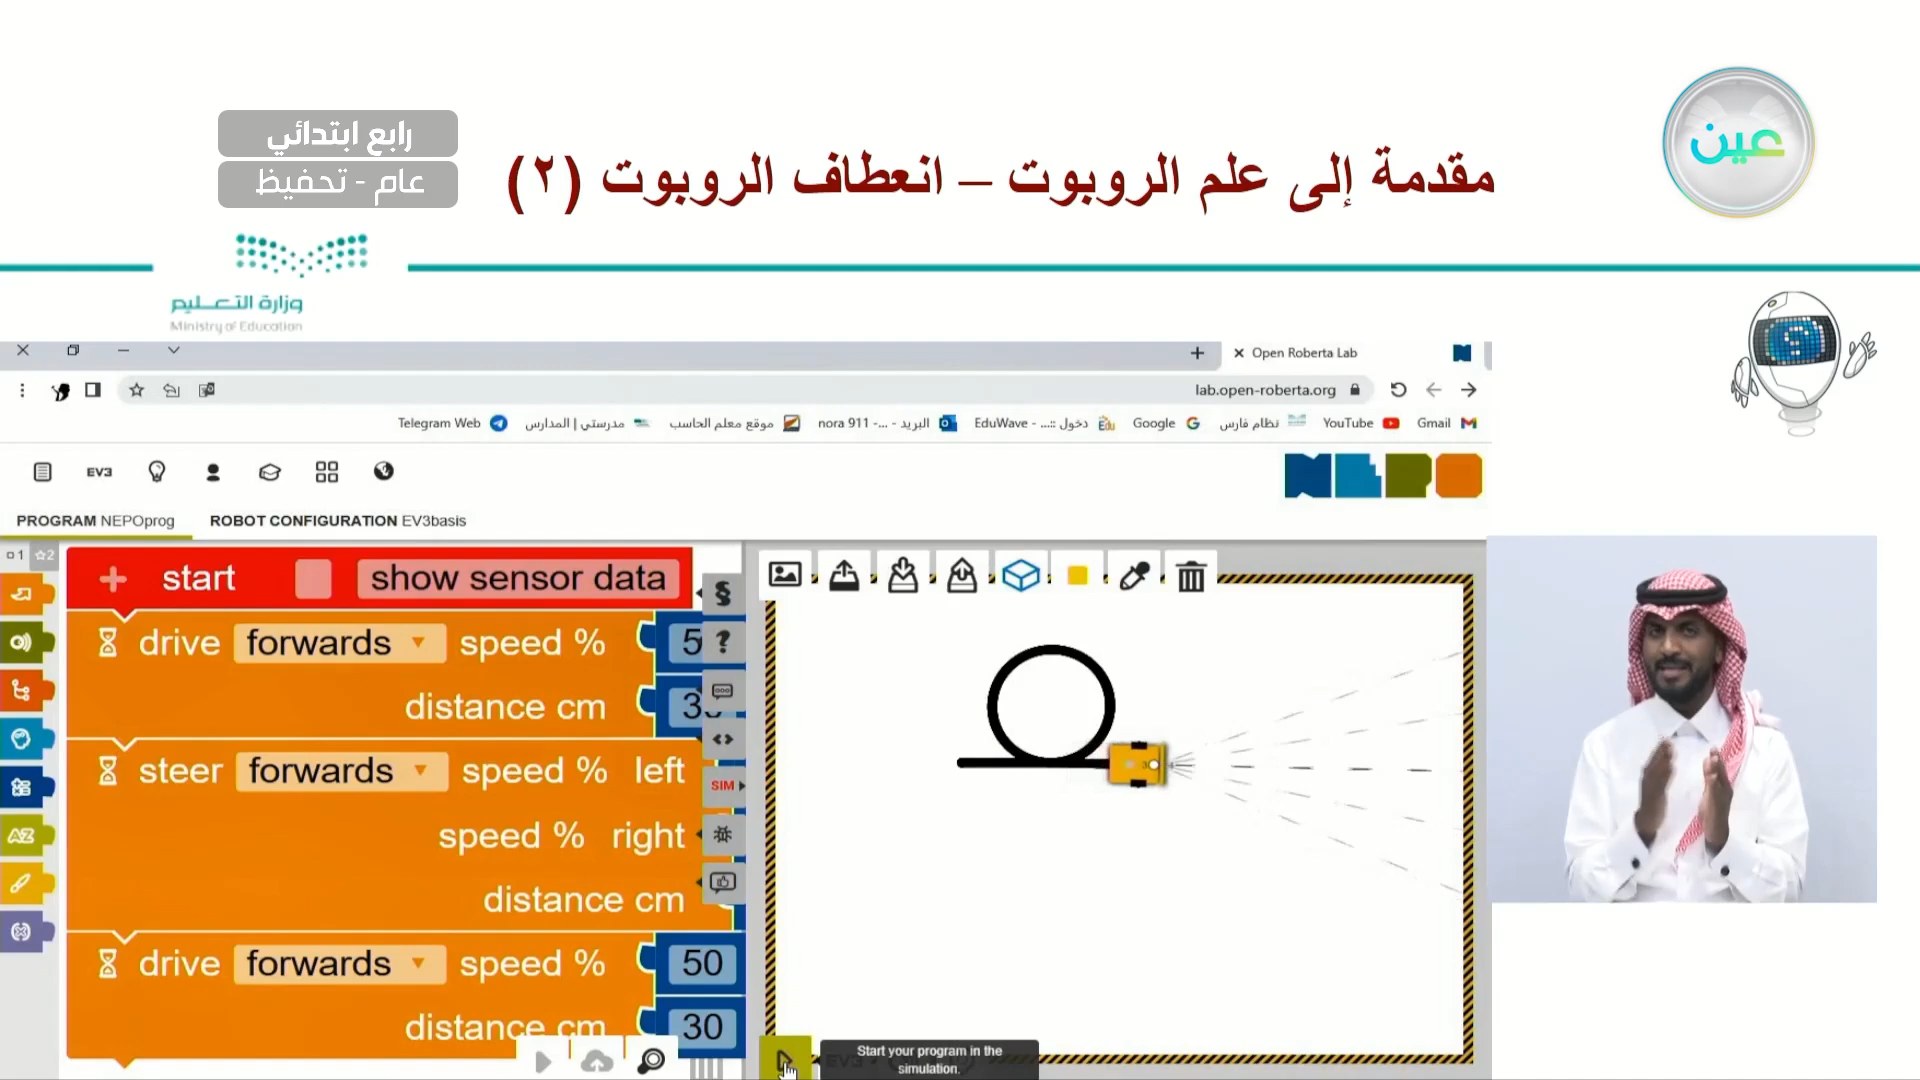 رابع ابتدائي
عام - تحفيظ
مقدمة إلى علم الروبوت – انعطاف الروبوت (٢)
عين
وزارة التعليم
Ministry of Education
Open Roberta Lab
lab.open-roberta.org
Gmail
YouTube
نظام فارس
Google
دخول ::... - EduWave
البريد - ...- nora 911
موقع معلم الحاسب
مدرستي | المدارس
Telegram Web
EV3
PROGRAM NEPOprog
ROBOT CONFIGURATION EV3basis
1
2
start show sensor data
drive forwards speed %
distance cm
steer forwards speed % left
speed % right
distance cm
drive forwards speed % 50
distance cm 30
SIM
AZ
Start your program in the
simulation.